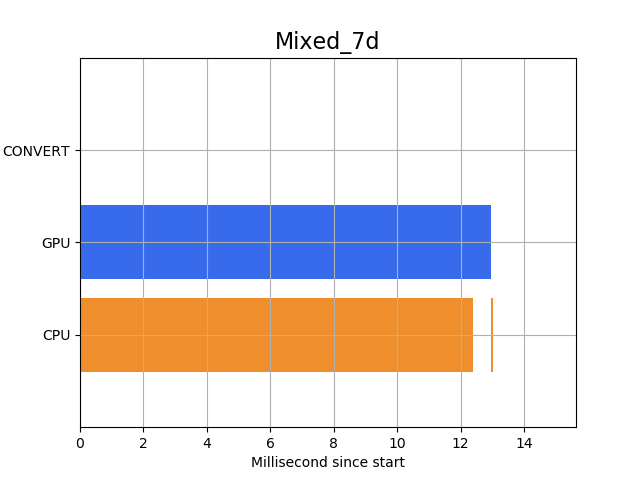 Mixed_7d
CONVERT
GPU
CPU
0 2 4 6 8 10 12 14
Millisecond since start